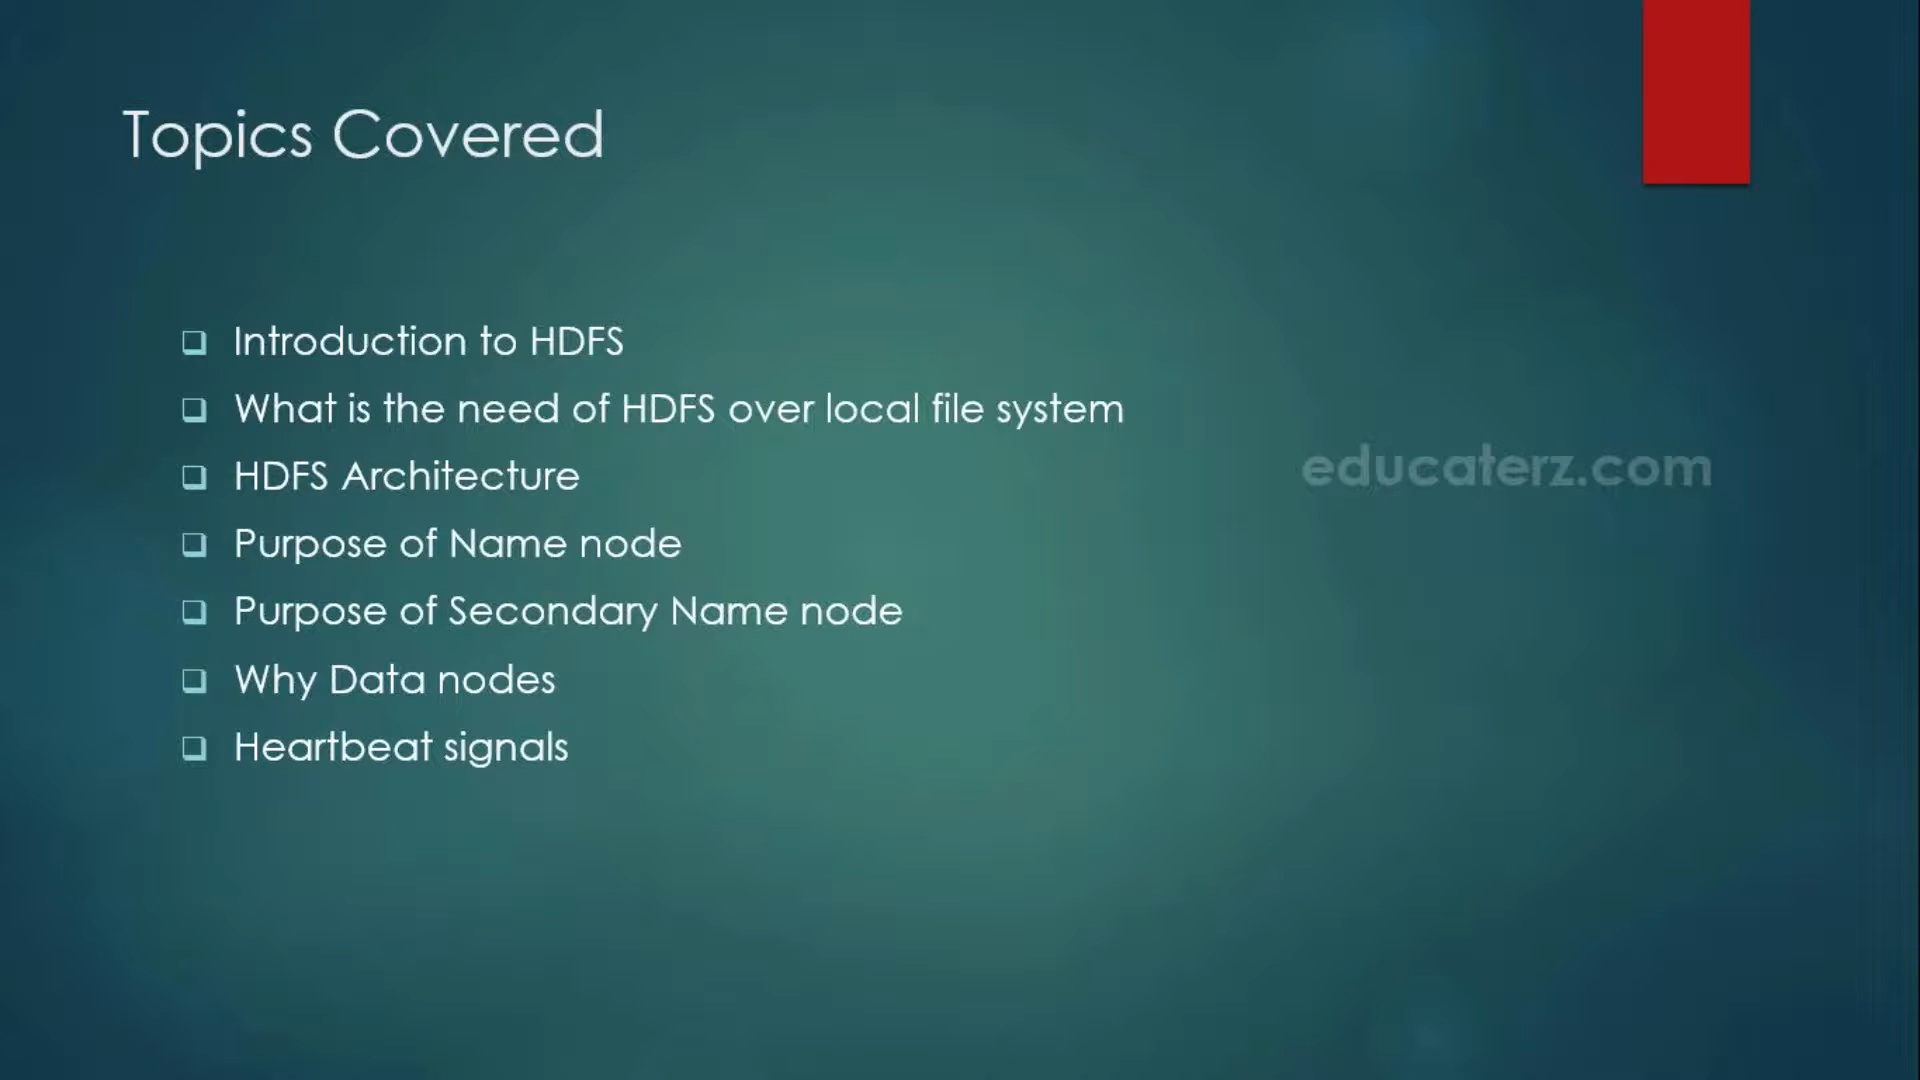 Topics Covered
Introduction to HDFS
What is the need of HDFS over local file system
HDFS Architecture
educaterz.com
Purpose of Name node
Purpose of Secondary Name node
Why Data nodes
Heartbeat signals